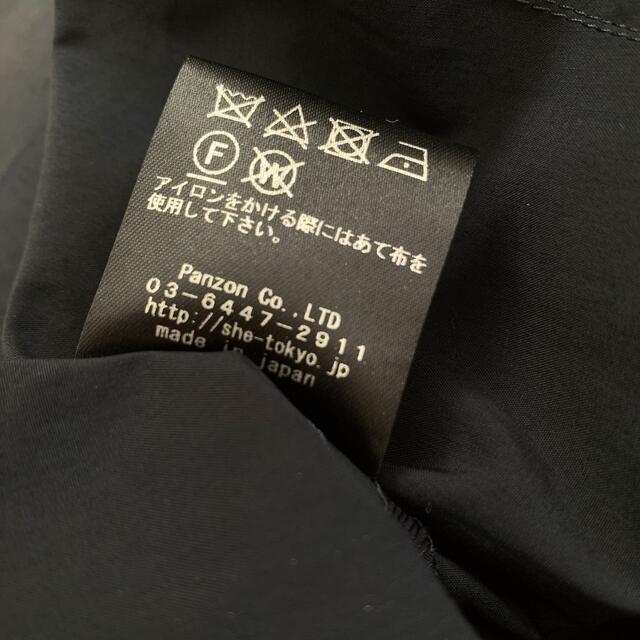 F W
アイロンをかける際にはあて布を
使用して下さい。
Panzon Co.,LTD
03-6447-2911
http://she-tokyo.jp
made in japan